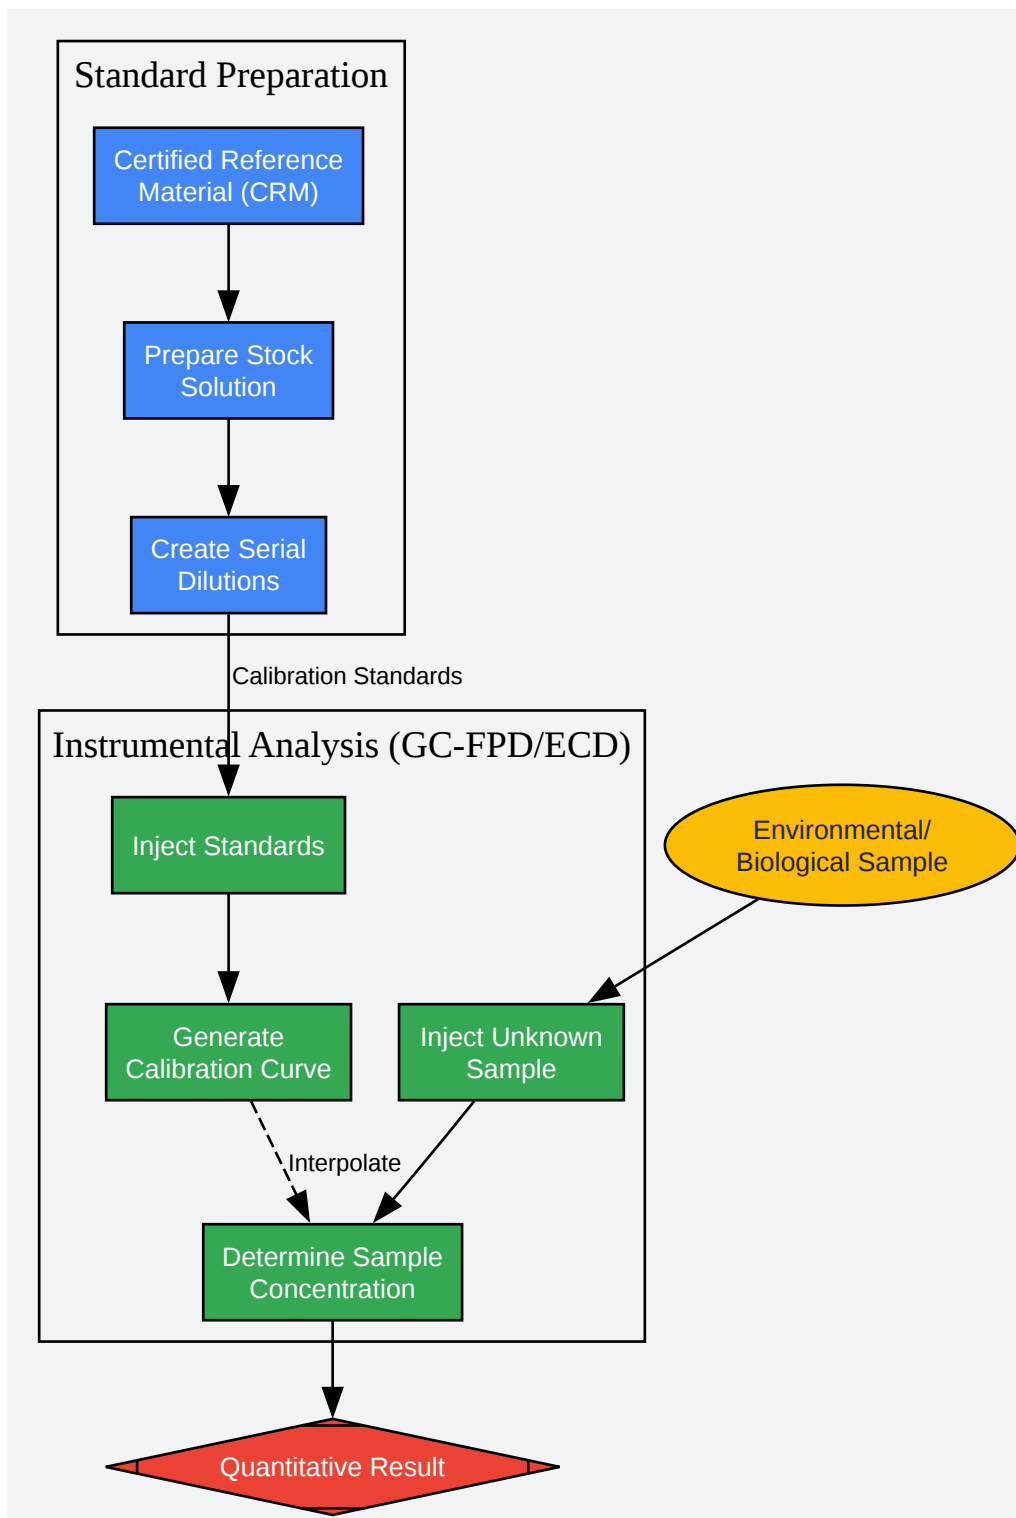 Standard Preparation
Certified Reference
Material (CRM)
Prepare Stock
Solution
Create Serial
Dilutions
Calibration Standards
Instrumental Analysis (GC-FPD/ECD)
Inject Standards
Environmental/
Biological Sample
Generate
Calibration Curve
Inject Unknown
Sample
Interpolate
Determine Sample
Concentration
Quantitative Result